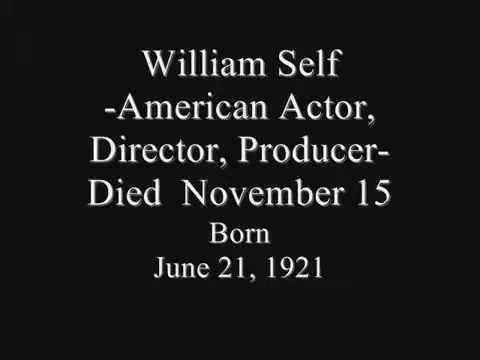 William Self
-American Actor,
Director, Producer-
Died  November 15
Born
June 21, 1921